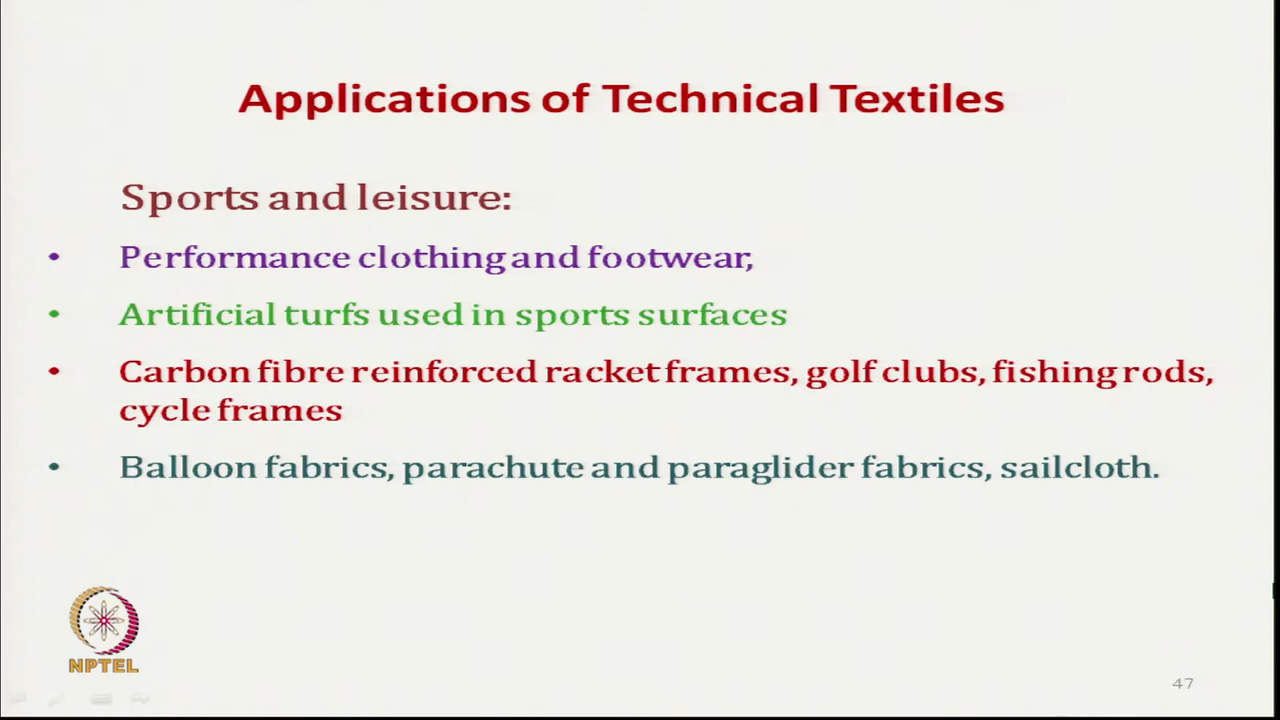 Applications of Technical Textiles
Sports and leisure:
• Performance clothing and footwear,
• Artificial turfs used in sports surfaces
• Carbon fibre reinforced racket frames, golf clubs, fishing rods,
cycle frames
• Balloon fabrics, parachute and paraglider fabrics, sailcloth.
NPTEL
47